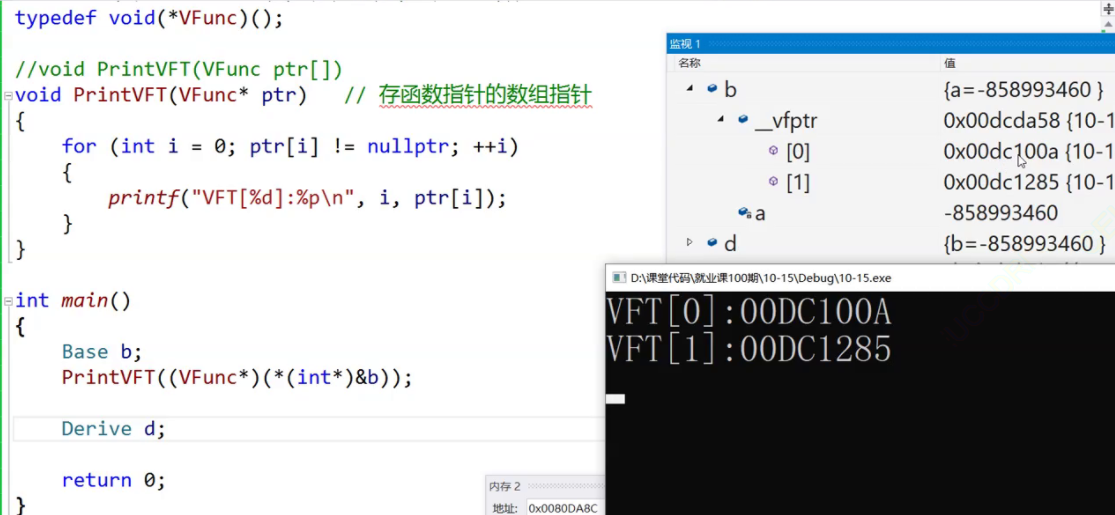 typedef void(*VFunc)();
//void PrintVFT(VFunc ptr[])
void PrintVFT(VFunc* ptr)   // 存函数指针的数组指针
{
    for (int i = 0; ptr[i] != nullptr; ++i)
    {
        printf("VFT[%d]:%p\n", i, ptr[i]);
    }
}
int main()
{
    Base b;
    PrintVFT((VFunc*)(*(int*)&b));
    Derive d;
    return 0;
}
监视 1
名称 值
b {a=-858993460 }
__vfptr 0x00dcda58 {10-1
[0] 0x00dc100a {10-1
[1] 0x00dc1285 {10-1
a -858993460
d {b=-858993460 }
D:\课堂代码\就业课100期\10-15\Debug\10-15.exe
VFT[0]:00DC100A
VFT[1]:00DC1285
内存 2
地址: 0x0080DA8C